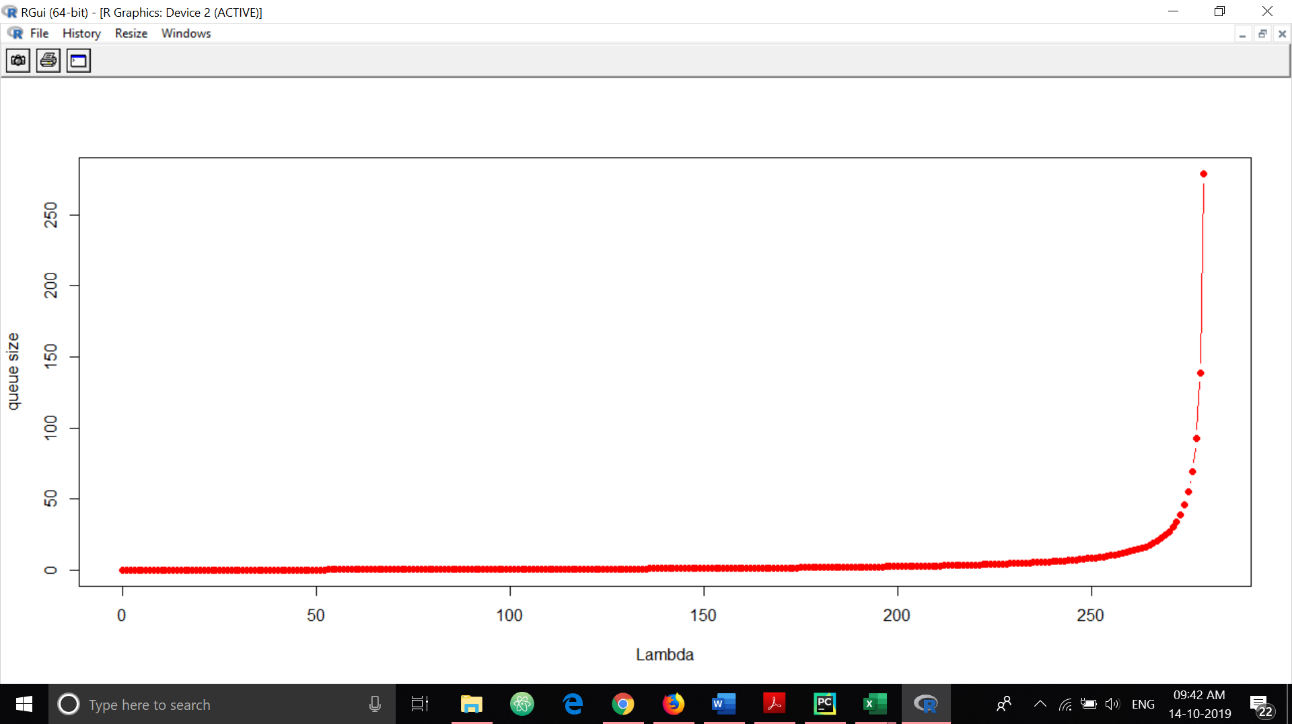 RGui (64-bit) - [R Graphics: Device 2 (ACTIVE)]
File History Resize Windows
250
200
150
100
50
0
queue size
0 50 100 150 200 250
Lambda
Type here to search
ENG
09:42 AM
14-10-2019
22